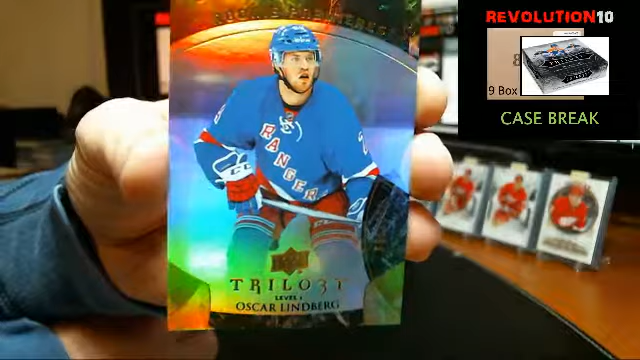 REVOLUTION10
9 Box
CASE BREAK
RANGERS
TRILOGY
LEVEL 1
OSCAR LINDBERG